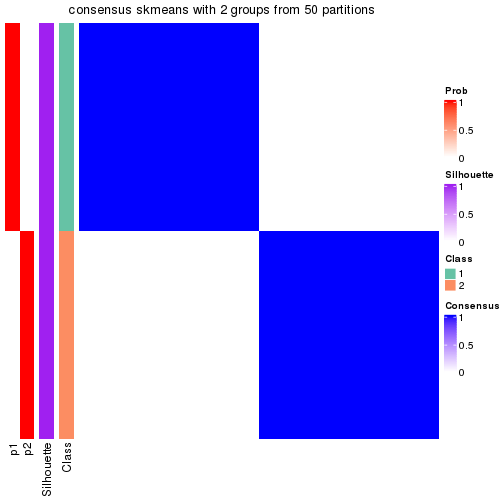 consensus skmeans with 2 groups from 50 partitions
Prob
1
0.5
0
Silhouette
1
0.5
0
Class
1
2
Consensus
1
0.5
0
p1
p2
Silhouette
Class